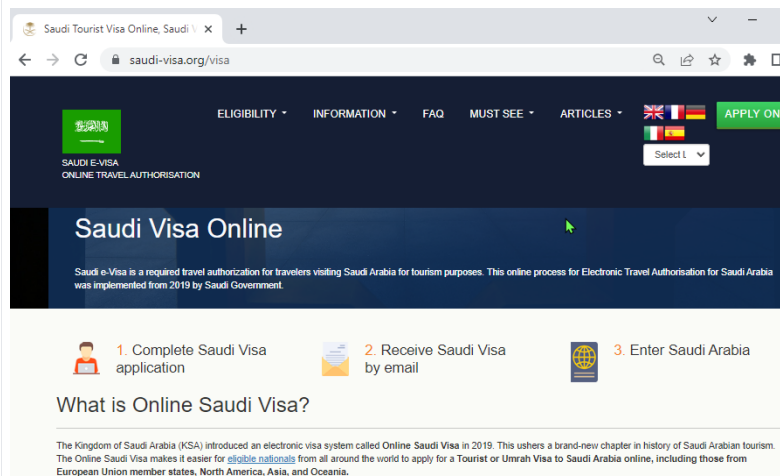 Saudi Tourist Visa Online, Saudi V
saudi-visa.org/visa
ELIGIBILITY INFORMATION FAQ MUST SEE ARTICLES
APPLY ON
Select L
SAUDI E-VISA
ONLINE TRAVEL AUTHORISATION
Saudi Visa Online
Saudi e-Visa is a required travel authorization for travelers visiting Saudi Arabia for tourism purposes. This online process for Electronic Travel Authorisation for Saudi Arabia
was implemented from 2019 by Saudi Government.
1. Complete Saudi Visa
application
2. Receive Saudi Visa
by email
3. Enter Saudi Arabia
What is Online Saudi Visa?
The Kingdom of Saudi Arabia (KSA) introduced an electronic visa system called Online Saudi Visa in 2019. This ushers a brand-new chapter in history of Saudi Arabian tourism.
The Online Saudi Visa makes it easier for eligible nationals from all around the world to apply for a Tourist or Umrah Visa to Saudi Arabia online, including those from
European Union member states, North America, Asia, and Oceania.